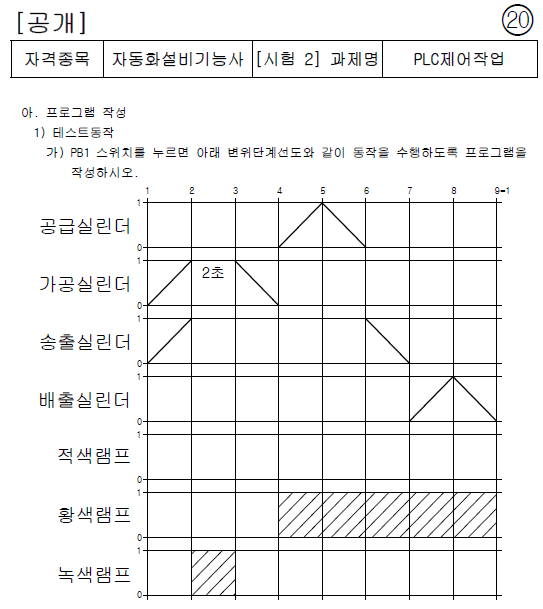 [공개]
⑳
자격종목 자동화설비기능사 [시험 2] 과제명 PLC제어작업
아. 프로그램 작성
1) 테스트동작
가) PB1 스위치를 누르면 아래 변위단계선도와 같이 동작을 수행하도록 프로그램을
작성하시오.
1 2 3 4 5 6 7 8 9=1
1
공급실린더
0
1
가공실린더 2초
0
1
송출실린더
0
1
배출실린더
0
1
적색램프
0
1
황색램프
0
1
녹색램프
0